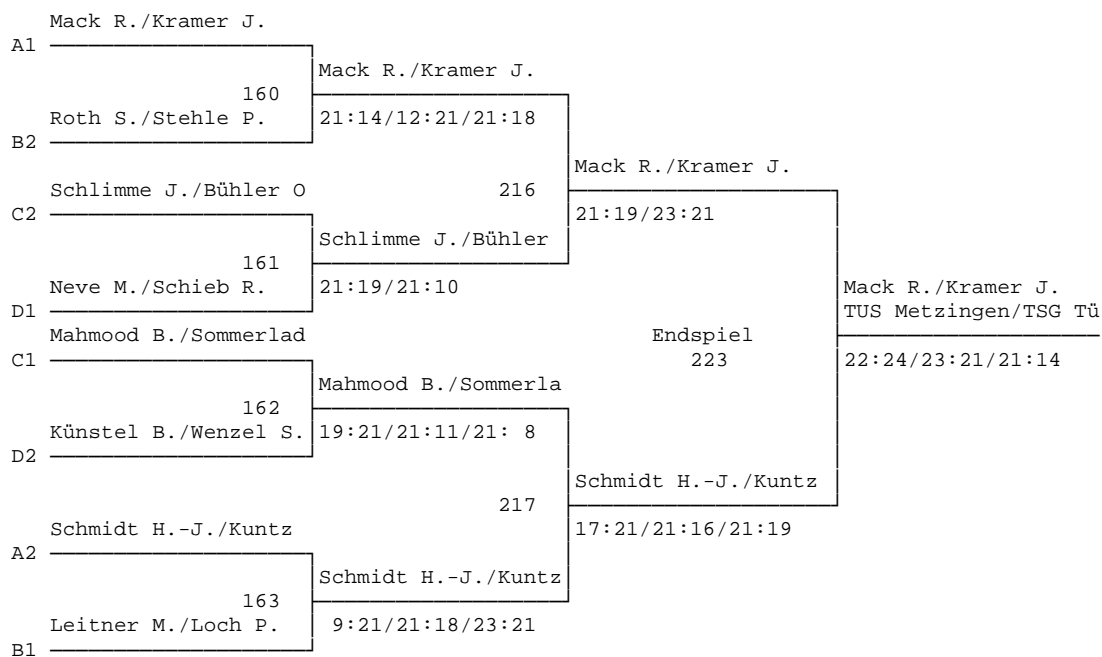 Mack R./Kramer J.
A1
Mack R./Kramer J.
160
Roth S./Stehle P.
21:14/12:21/21:18
B2
Mack R./Kramer J.
Schlimme J./Bühler O
216
C2
21:19/23:21
Schlimme J./Bühler
161
Neve M./Schieb R.
21:19/21:10
Mack R./Kramer J.
D1
TUS Metzingen/TSG Tü
Mahmood B./Sommerlad
Endspiel
C1
223
22:24/23:21/21:14
Mahmood B./Sommerla
162
Künstel B./Wenzel S.
19:21/21:11/21: 8
D2
Schmidt H.-J./Kuntz
217
Schmidt H.-J./Kuntz
17:21/21:16/21:19
A2
Schmidt H.-J./Kuntz
163
Leitner M./Loch P.
9:21/21:18/23:21
B1